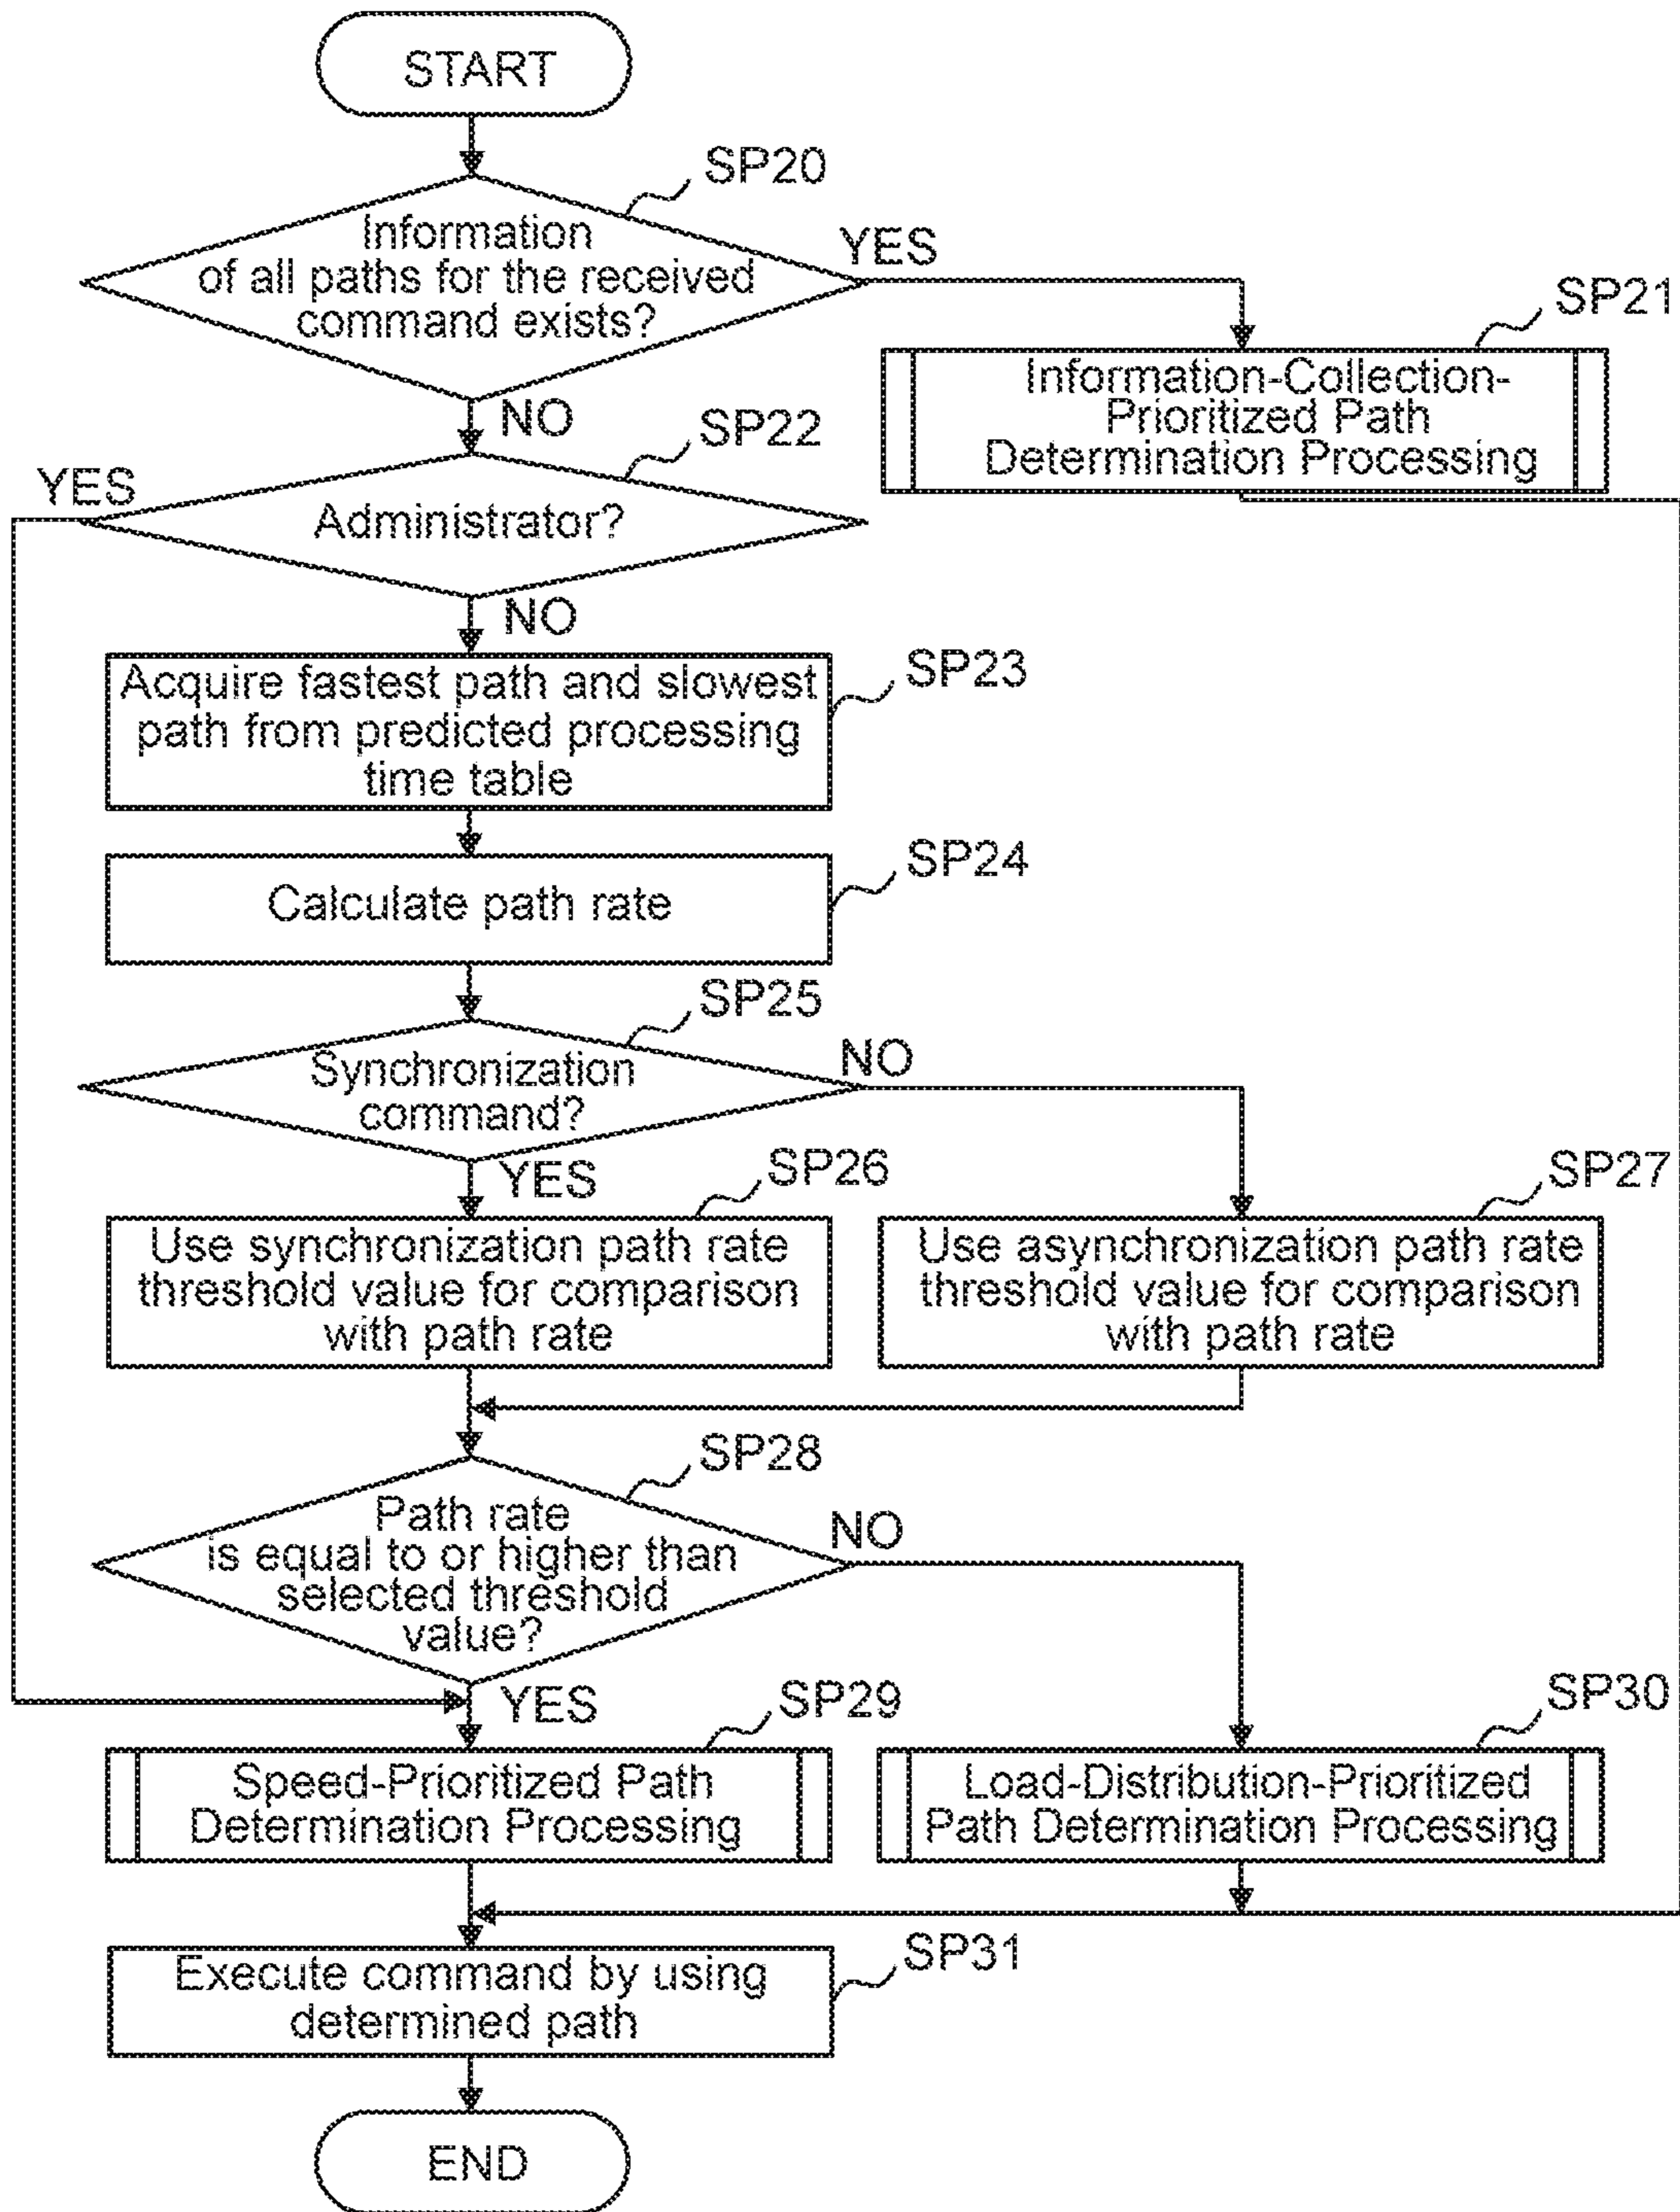 START
SP20
Information
of all paths for the received
command exists?
YES
SP21
Information-Collection-
Prioritized Path
Determination Processing
NO
SP22
YES
Administrator?
NO
SP23
Acquire fastest path and slowest
path from predicted processing
time table
SP24
Calculate path rate
SP25
Synchronization
command?
NO
YES
SP26
Use synchronization path rate
threshold value for comparison
with path rate
SP27
Use asynchronization path rate
threshold value for comparison
with path rate
SP28
Path rate
is equal to or higher than
selected threshold
value?
NO
YES
SP29
Speed-Prioritized Path
Determination Processing
SP30
Load-Distribution-Prioritized
Path Determination Processing
SP31
Execute command by using
determined path
END